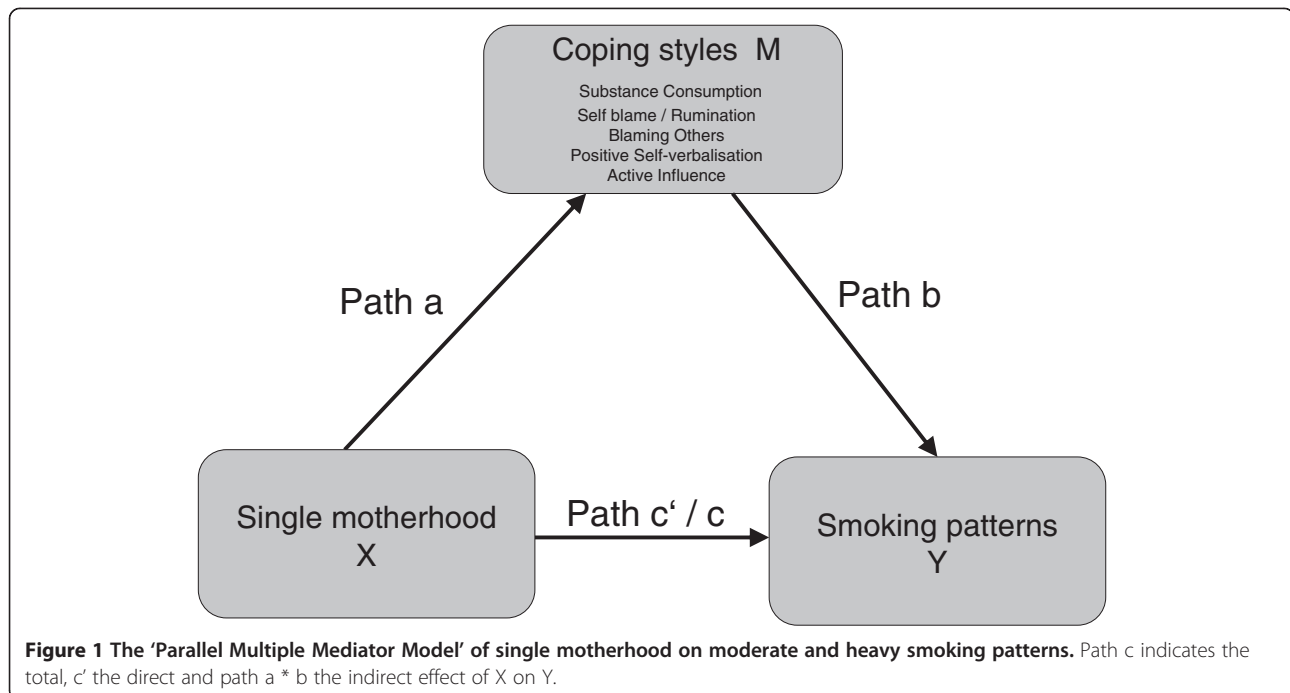 Coping styles M
Substance Consumption
Self blame / Rumination
Blaming Others
Positive Self-verbalisation
Active Influence
Path a
Path b
Single motherhood
X
Path c‘ / c
Smoking patterns
Y
Figure 1 The ‘Parallel Multiple Mediator Model’ of single motherhood on moderate and heavy smoking patterns. Path c indicates the
total, c’ the direct and path a * b the indirect effect of X on Y.